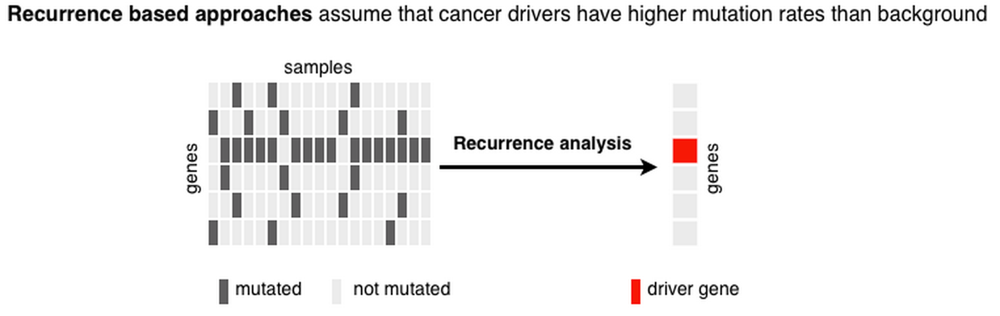 Recurrence based approaches assume that cancer drivers have higher mutation rates than background
samples
genes
Recurrence analysis
genes
mutated
not mutated
driver gene